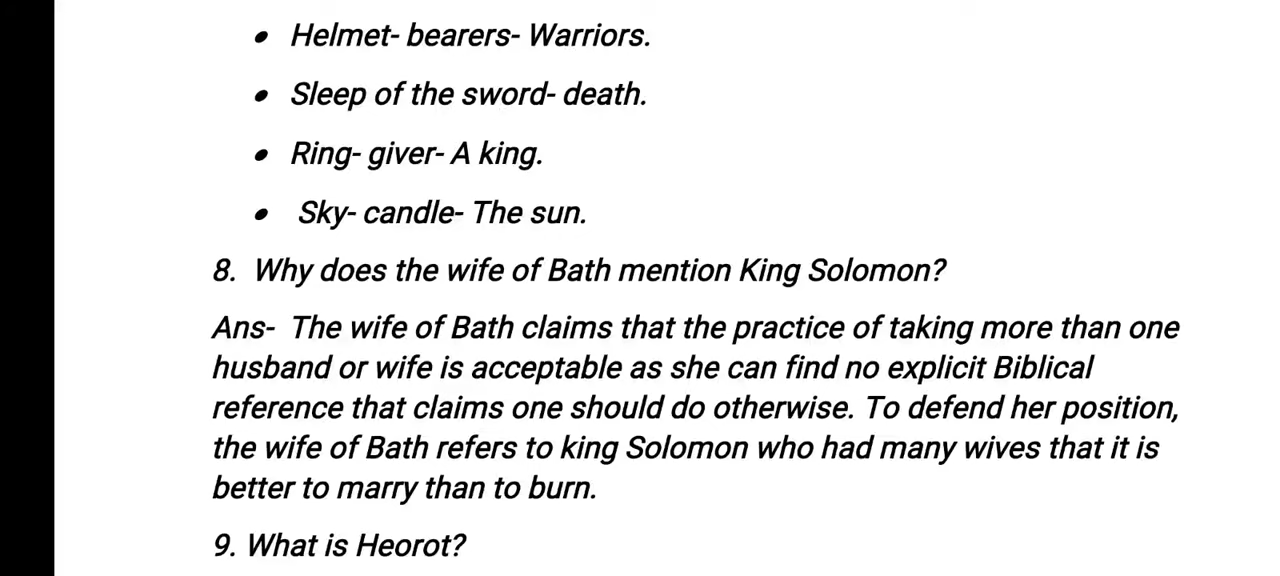 • Helmet- bearers- Warriors.
• Sleep of the sword- death.
• Ring- giver- A king.
• Sky- candle- The sun.
8. Why does the wife of Bath mention King Solomon?
Ans- The wife of Bath claims that the practice of taking more than one
husband or wife is acceptable as she can find no explicit Biblical
reference that claims one should do otherwise. To defend her position,
the wife of Bath refers to king Solomon who had many wives that it is
better to marry than to burn.
9. What is Heorot?